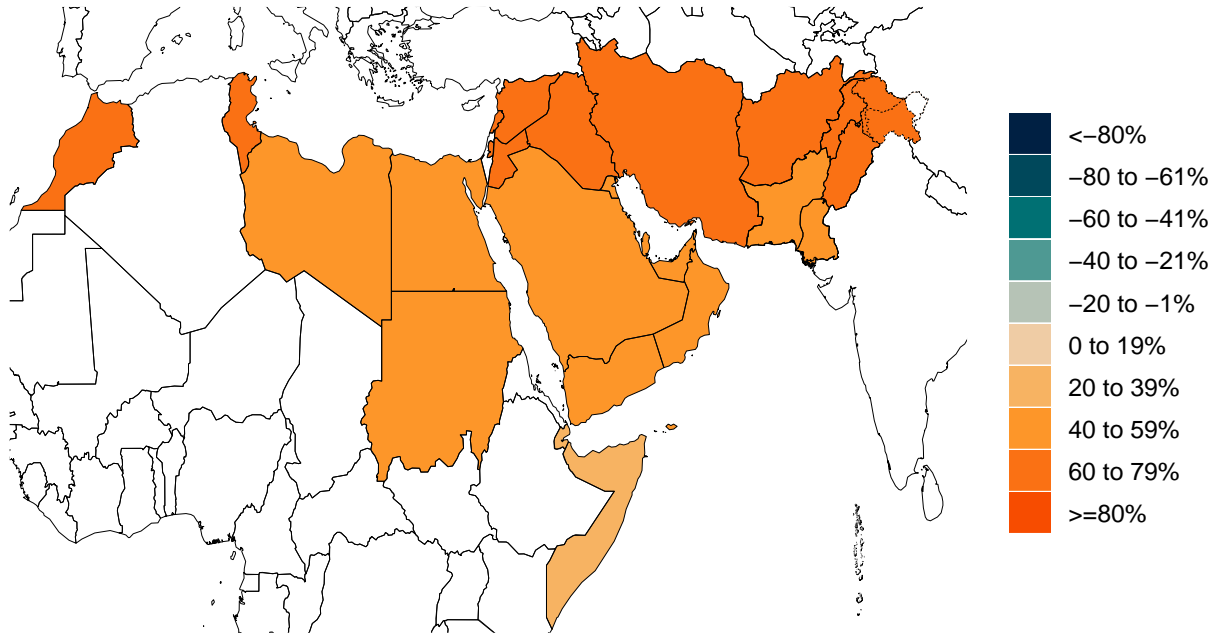 <−80%
−80 to −61%
−60 to −41%
−40 to −21%
−20 to −1%
0 to 19%
20 to 39%
40 to 59%
60 to 79%
>=80%